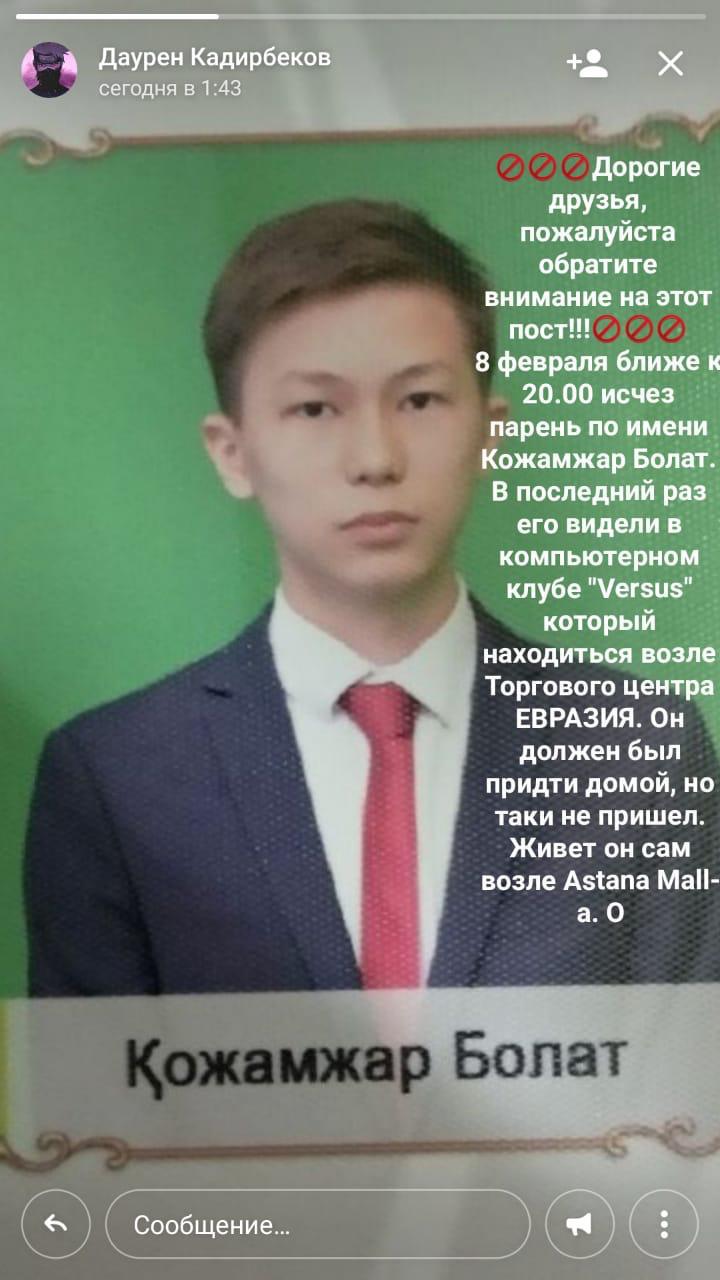 Даурен Кадирбеков
сегодня в 1:43
🚫🚫🚫Дорогие
друзья,
пожалуйста
обратите
внимание на этот
пост!!!🚫🚫🚫
8 февраля ближе к
20.00 исчез
парень по имени
Кожамжар Болат.
В последний раз
его видели в
компьютерном
клубе "Versus"
который
находиться возле
Торгового центра
ЕВРАЗИЯ. Он
должен был
придти домой, но
таки не пришел.
Живет он сам
возле Astana Mall-
а. О
Қожамжар Болат
Сообщение...